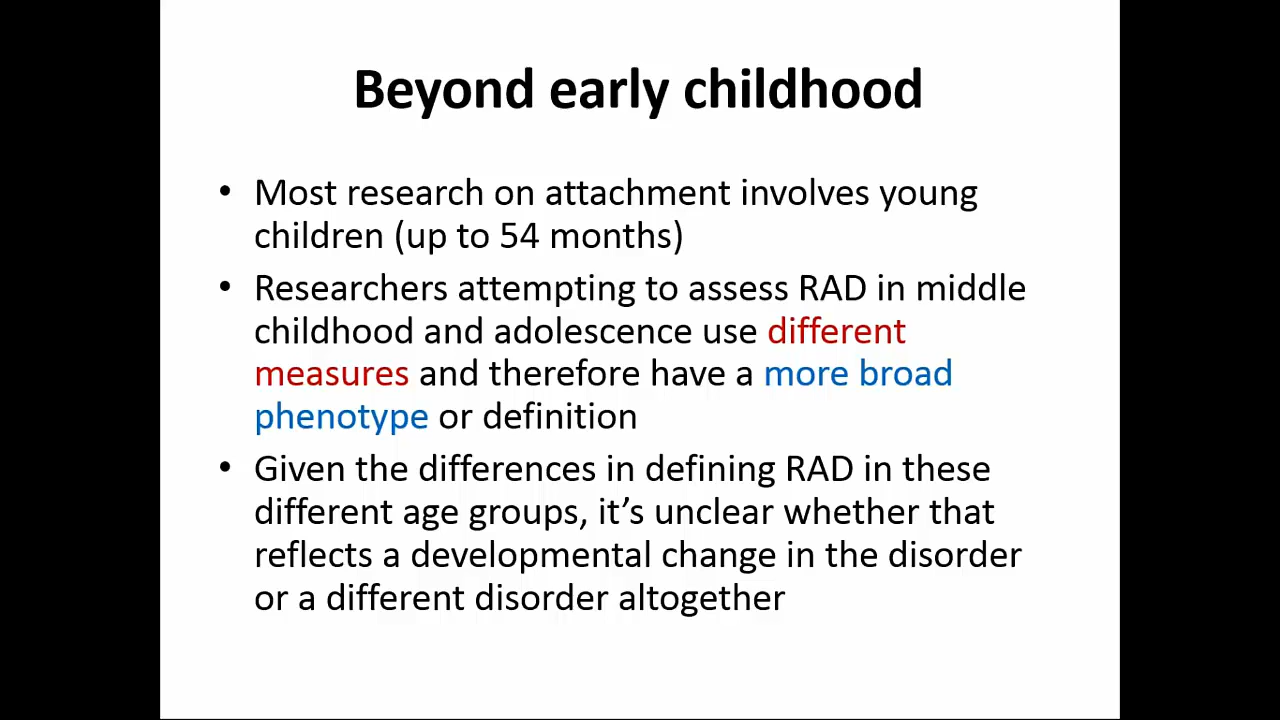 Beyond early childhood
• Most research on attachment involves young
children (up to 54 months)
• Researchers attempting to assess RAD in middle
childhood and adolescence use different
measures and therefore have a more broad
phenotype or definition
• Given the differences in defining RAD in these
different age groups, it’s unclear whether that
reflects a developmental change in the disorder
or a different disorder altogether